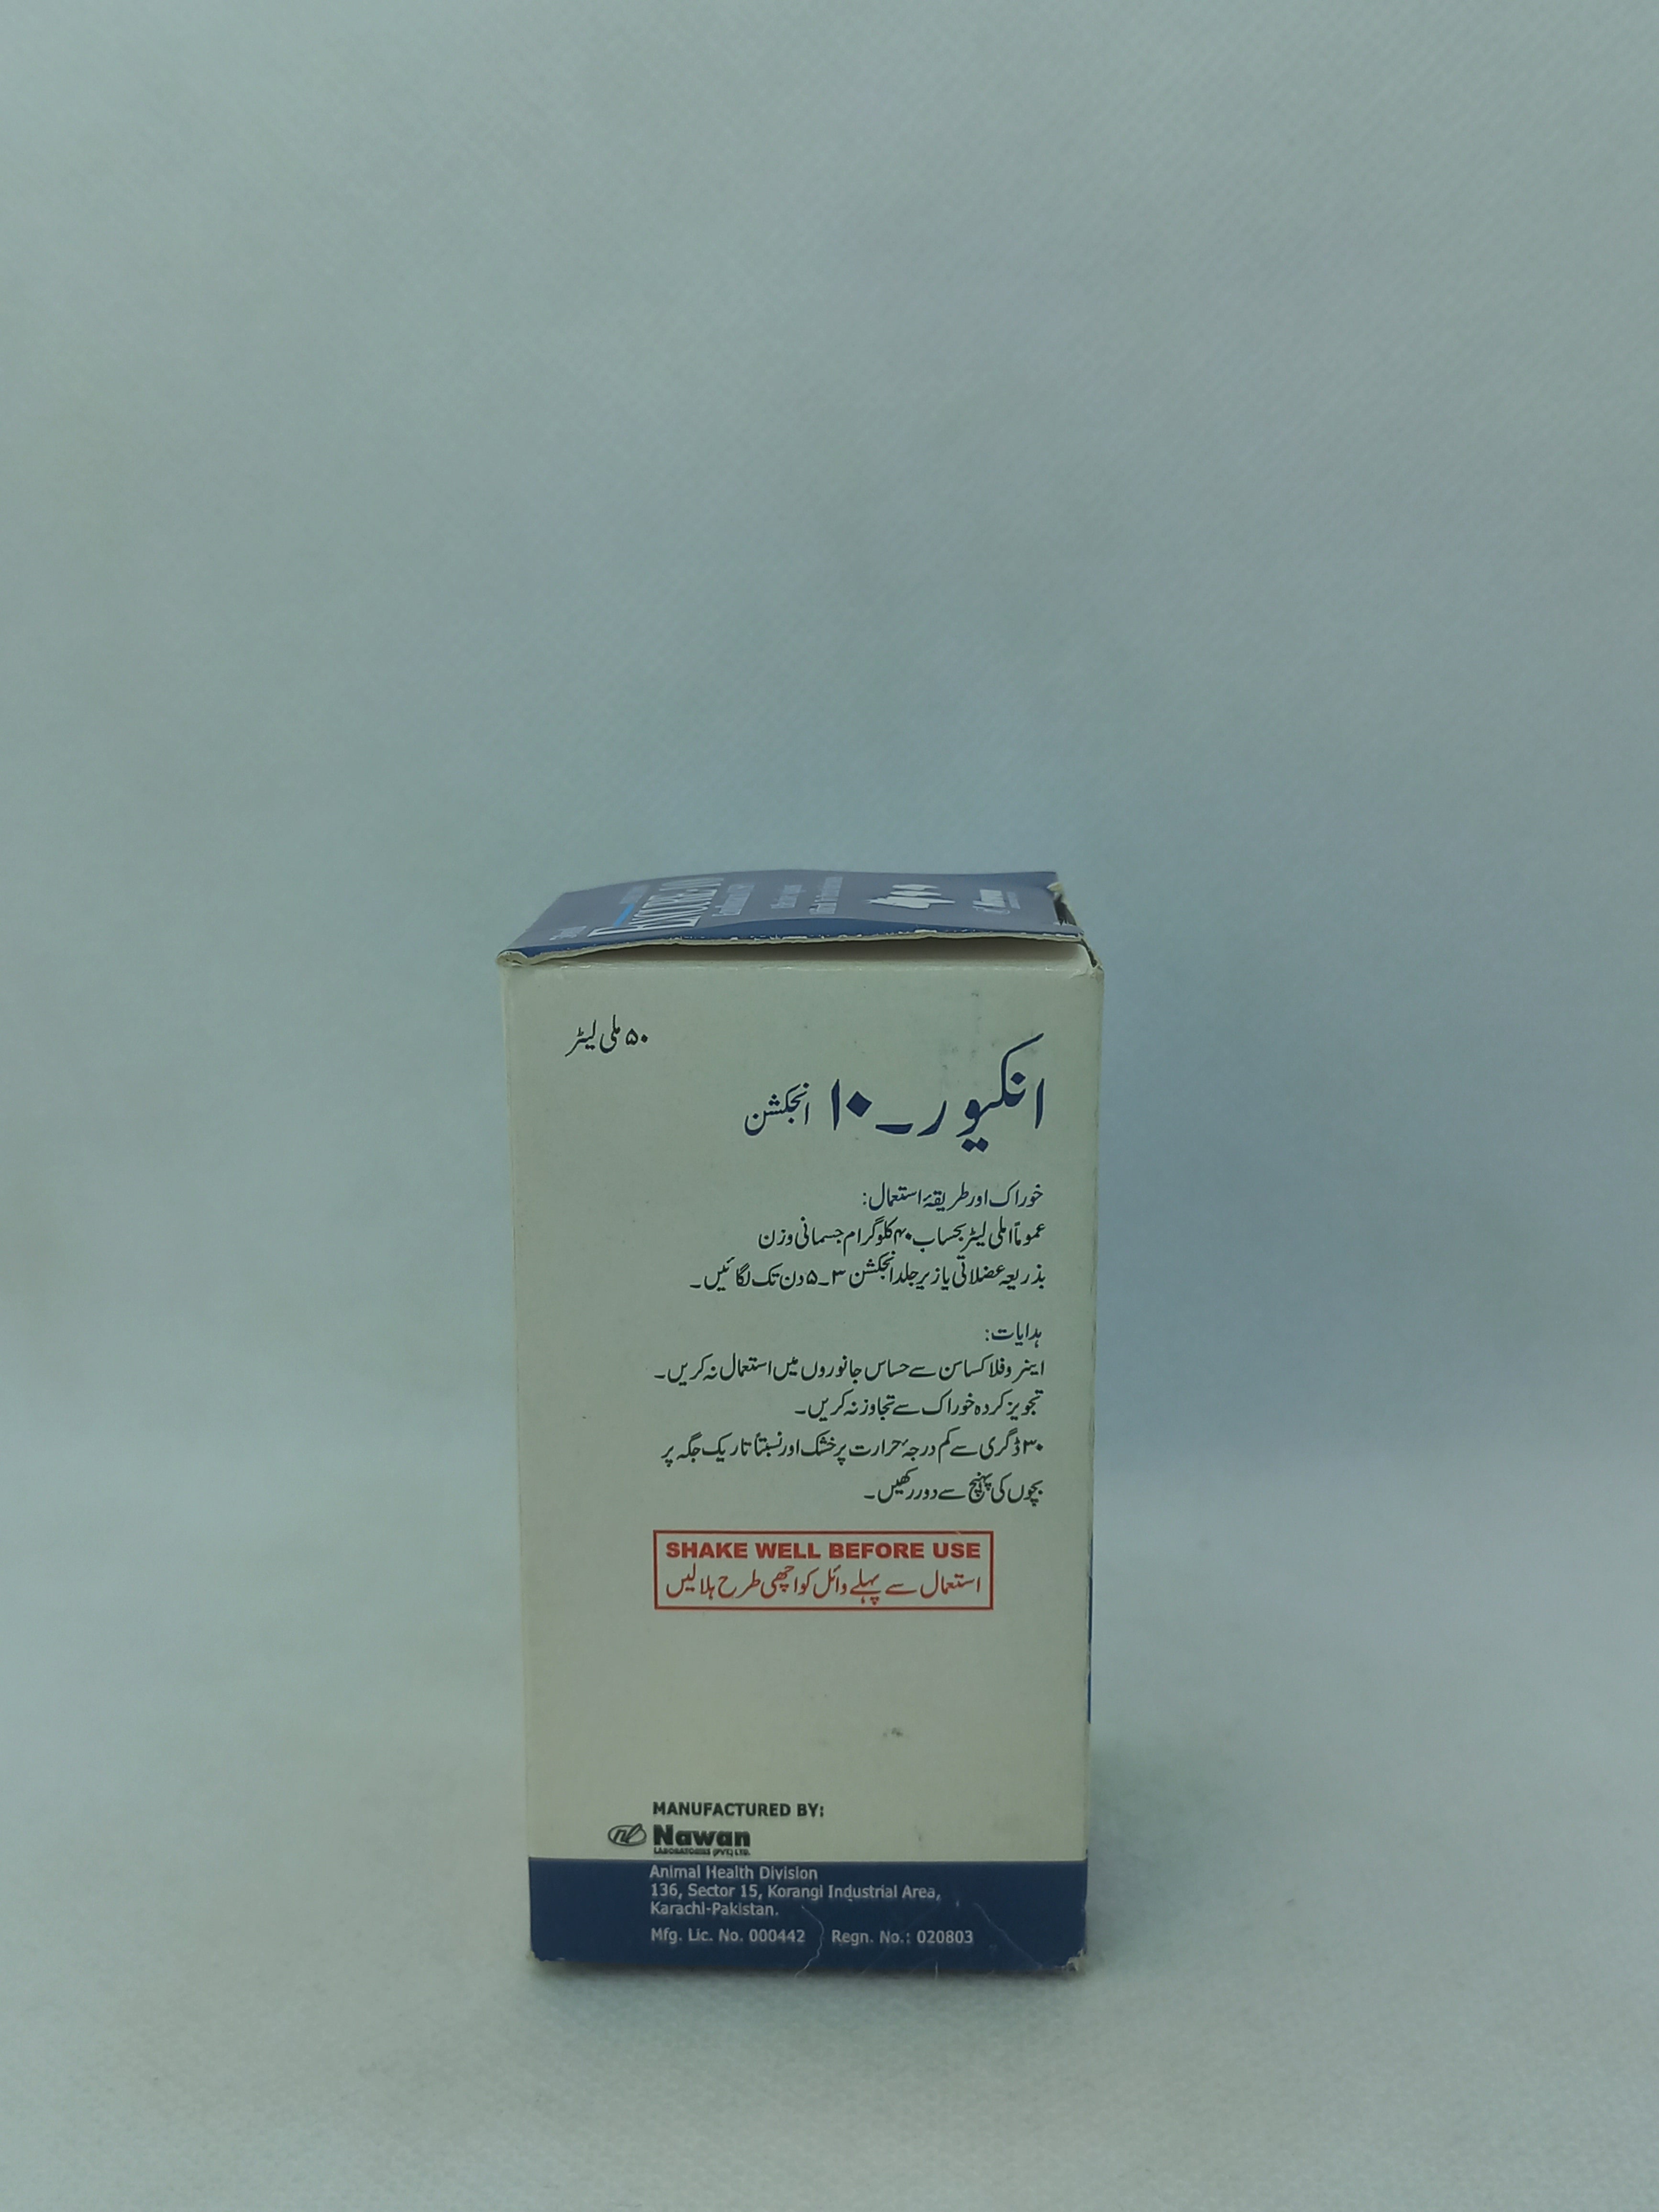 ۵۰ ملی لیٹر
انکیور۔۱۰ انجکشن
خوراک اور طریقۂ استعمال:
عموماً ۱ ملی لیٹر بحساب ۴۰ کلوگرام جسمانی وزن
بذریعہ عضلاتی یا زیر جلد انجکشن ۳۔۵ دن تک لگائیں۔
ہدایات:
اینروفلاکساسن سے حساس جانوروں میں استعمال نہ کریں۔
تجویز کردہ خوراک سے تجاوز نہ کریں۔
۳۰ ڈگری سے کم درجۂ حرارت پر خشک اور نسبتاً تاریک جگہ پر
بچوں کی پہنچ سے دور رکھیں۔
SHAKE WELL BEFORE USE
استعمال سے پہلے وائل کو اچھی طرح ہلا لیں
MANUFACTURED BY:
nl Nawan
LABORATORIES (PVT.) LTD.
Animal Health Division
136, Sector 15, Korangi Industrial Area,
Karachi-Pakistan.
Mfg. Lic. No. 000442 Regn. No.: 020803